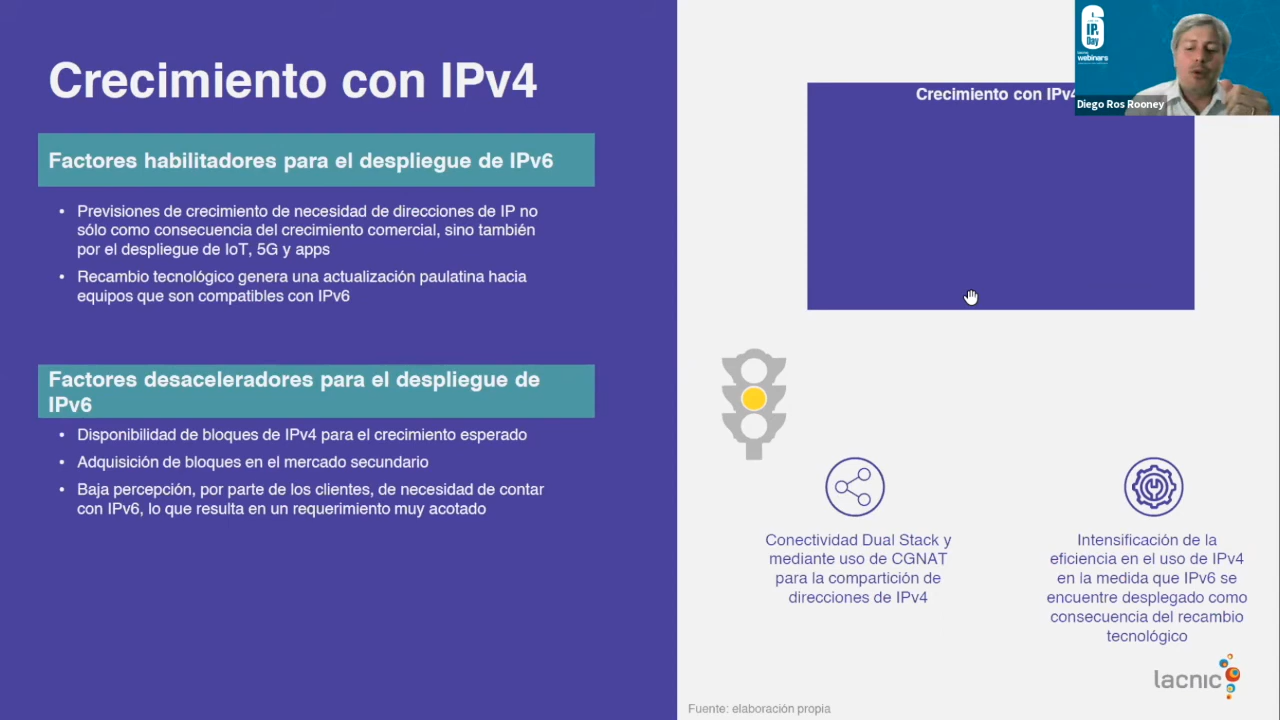 Crecimiento con IPv4
Factores habilitadores para el despliegue de IPv6
• Previsiones de crecimiento de necesidad de direcciones de IP no
sólo como consecuencia del crecimiento comercial, sino también
por el despliegue de IoT, 5G y apps
• Recambio tecnológico genera una actualización paulatina hacia
equipos que son compatibles con IPv6
Factores desaceleradores para el despliegue de
IPv6
• Disponibilidad de bloques de IPv4 para el crecimiento esperado
• Adquisición de bloques en el mercado secundario
• Baja percepción, por parte de los clientes, de necesidad de contar
con IPv6, lo que resulta en un requerimiento muy acotado
Crecimiento con IPv4
6
IPv6
Day
webinars
Diego Ros Rooney
Conectividad Dual Stack y
mediante uso de CGNAT
para la compartición de
direcciones de IPv4
Intensificación de la
eficiencia en el uso de IPv4
en la medida que IPv6 se
encuentre desplegado como
consecuencia del recambio
tecnológico
lacnic
Fuente: elaboración propia